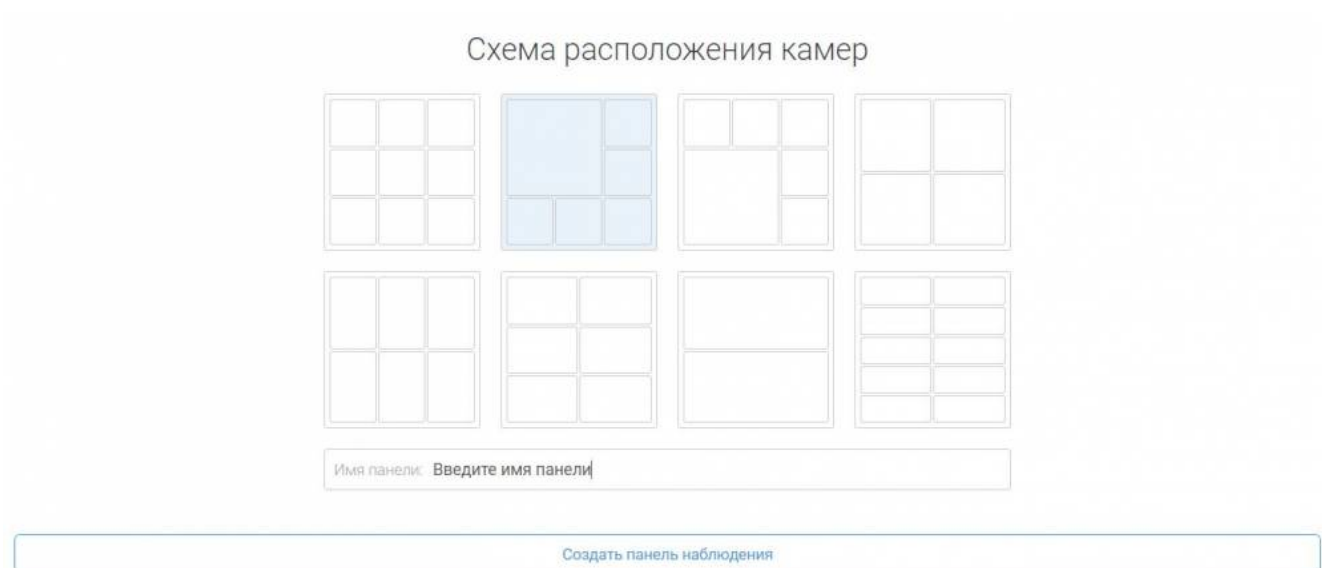 Схема расположения камер
Имя панели: Введите имя панели
Создать панель наблюдения